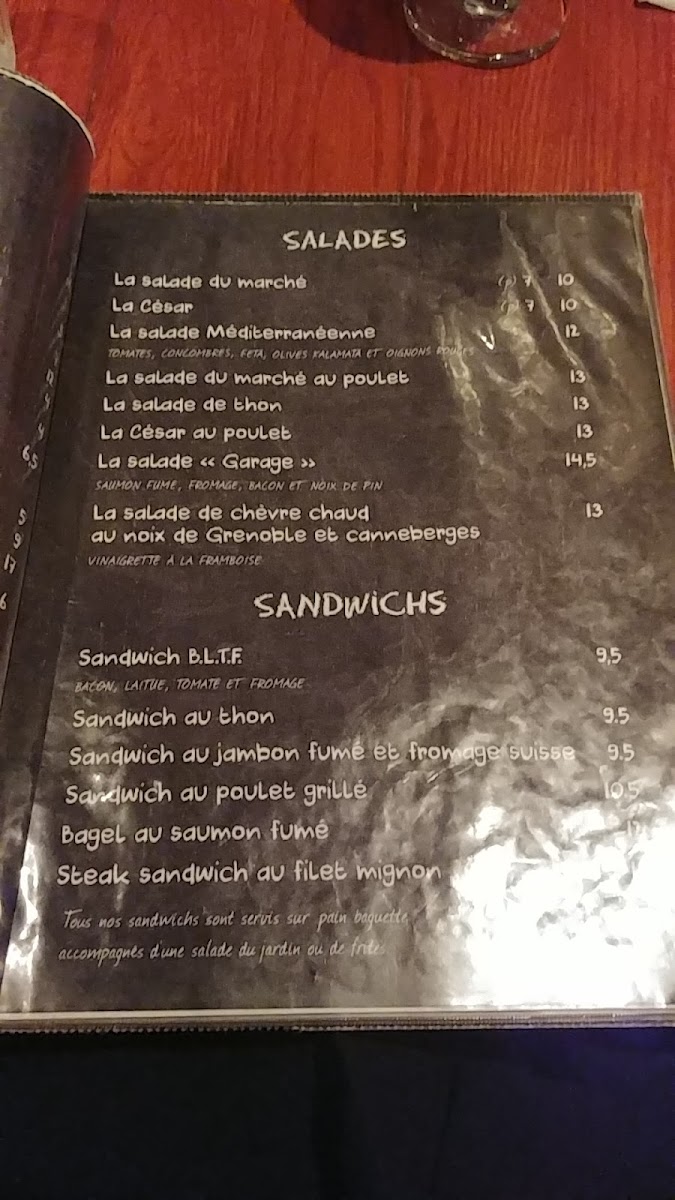 SALADES
La salade du marché (p) 7 10
La César (p) 7 10
La salade Méditerranéenne 12
TOMATES, CONCOMBRES, FETA, OLIVES KALAMATA ET OIGNONS ROUGES
La salade du marché au poulet 13
La salade de thon 13
La César au poulet 13
La salade « Garage » 14,5
SAUMON FUMÉ, FROMAGE, BACON ET NOIX DE PIN
La salade de chèvre chaud 13
au noix de Grenoble et canneberges
VINAIGRETTE À LA FRAMBOISE
SANDWiCHS
Sandwich B.L.T.F. 9,5
BACON, LAITUE, TOMATE ET FROMAGE
Sandwich au thon 9.5
Sandwich au jambon fumé et fromage suisse 9.5
Sandwich au poulet grillé 10,5
Bagel au saumon fumé
Steak sandwich au filet mignon
Tous nos sandwichs sont servis sur pain baguette,
accompagnés d'une salade du jardin ou de frites
6,5
5
9
17
6